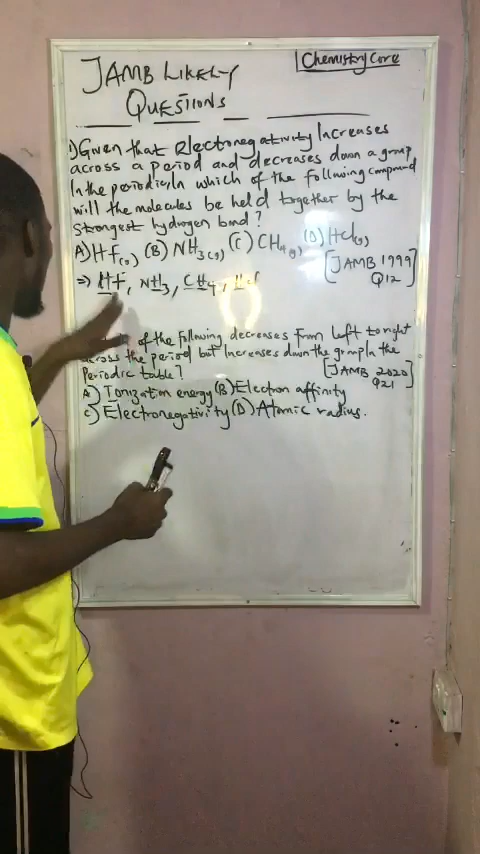 JAMB LIKELY
ChemistryCore
QUESTIONS
1) Given that Electronegativity Increases
across a period and decreases down a group
In the periodic, In which of the following compound
will the molecules be held together by the
strongest hydrogen bond?
A) HF(g) (B) NH3(g) (C) CH4(g) (D) HCl(g)
[JAMB 1999
Q12]
⇒ HF, NH3, CH4, HCl
of the following decreases from left to right
across the period but Increases down the group In the
Periodic table?
[JAMB 2020
Q21]
A) Ionization energy (B) Electron affinity
C) Electronegativity (D) Atomic radius.